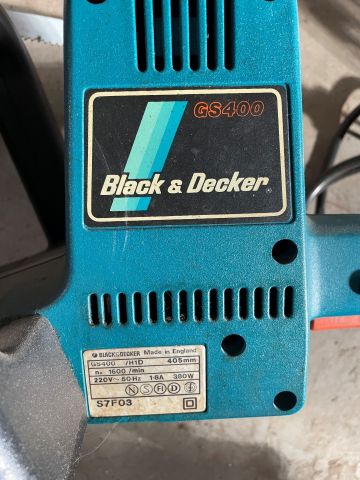 GS400
Black & Decker
BLACK&DECKER Made in England
GS400 /H1D 405mm
n₀ 1600/min
220V~50Hz 1·8A 380W
N S FI D S
S7F03